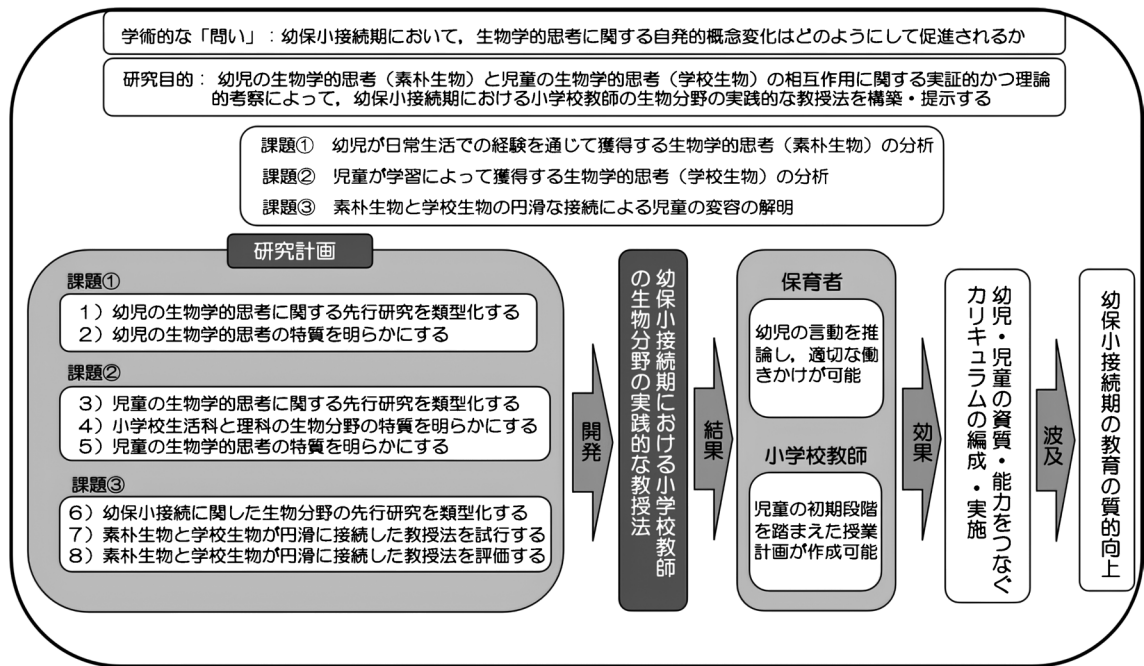 学術的な「問い」：幼保小接続期において，生物学的思考に関する自発的概念変化はどのようにして促進されるか
研究目的： 幼児の生物学的思考（素朴生物）と児童の生物学的思考（学校生物）の相互作用に関する実証的かつ理論
的考察によって，幼保小接続期における小学校教師の生物分野の実践的な教授法を構築・提示する
課題① 幼児が日常生活での経験を通じて獲得する生物学的思考（素朴生物）の分析
課題② 児童が学習によって獲得する生物学的思考（学校生物）の分析
課題③ 素朴生物と学校生物の円滑な接続による児童の変容の解明
研究計画
課題①
１）幼児の生物学的思考に関する先行研究を類型化する
２）幼児の生物学的思考の特質を明らかにする
課題②
３）児童の生物学的思考に関する先行研究を類型化する
４）小学校生活科と理科の生物分野の特質を明らかにする
５）児童の生物学的思考の特質を明らかにする
課題③
６）幼保小接続に関した生物分野の先行研究を類型化する
７）素朴生物と学校生物が円滑に接続した教授法を試行する
８）素朴生物と学校生物が円滑に接続した教授法を評価する
開発
幼保小接続期における小学校教師
の生物分野の実践的な教授法
結果
保育者
幼児の言動を推
論し，適切な働
きかけが可能
小学校教師
児童の初期段階
を踏まえた授業
計画が作成可能
効果
幼児・児童の資質・能力をつなぐ
カリキュラムの編成・実施
波及
幼保小接続期の教育の質的向上